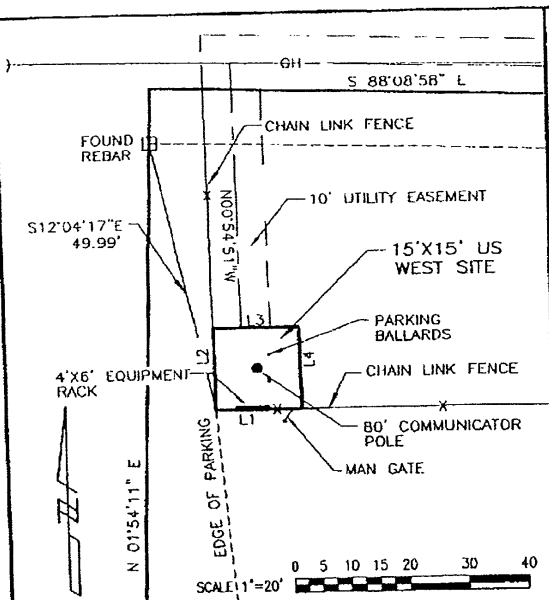 GH
S 88°08'58" E
CHAIN LINK FENCE
FOUND
REBAR
10' UTILITY EASEMENT
N00°54'51"W
S12°04'17"E
49.99'
15'X15' US
WEST SITE
L3
PARKING
BALLARDS
L2
L4
4'X6' EQUIPMENT
RACK
CHAIN LINK FENCE
L1
80' COMMUNICATOR
POLE
MAN GATE
EDGE OF PARKING
N 01°54'11" E
N
SCALE 1"=20'
0 5 10 15 20 30 40